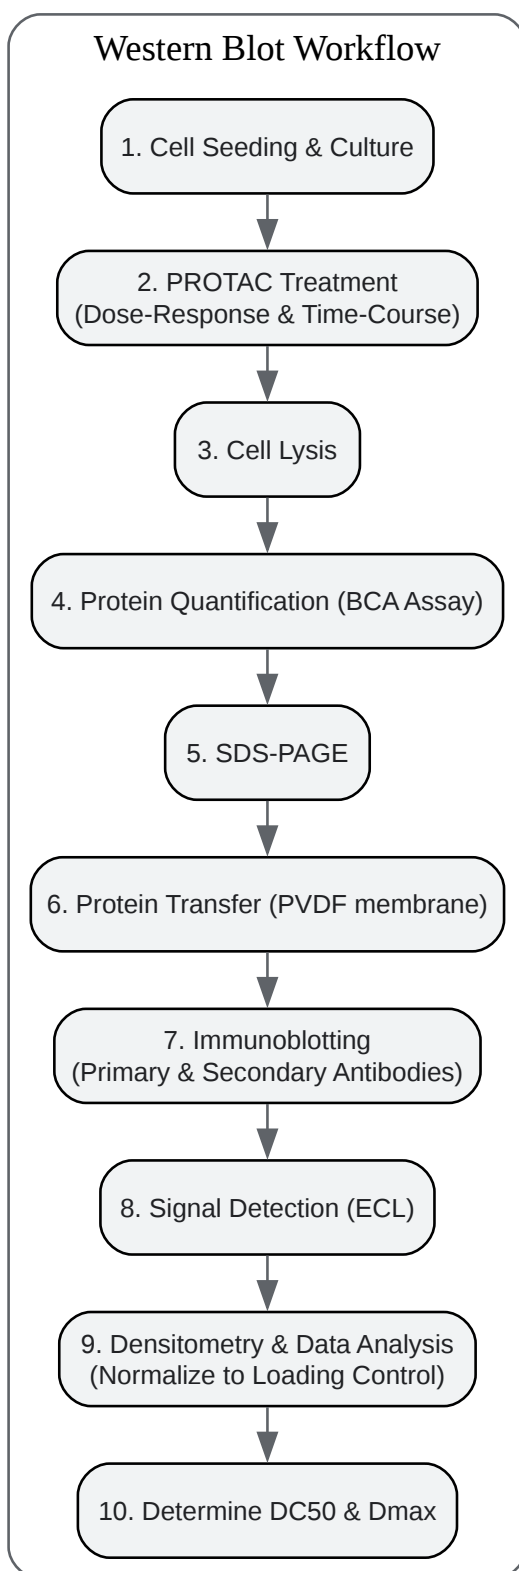 Western Blot Workflow
1. Cell Seeding & Culture
2. PROTAC Treatment
(Dose-Response & Time-Course)
3. Cell Lysis
4. Protein Quantification (BCA Assay)
5. SDS-PAGE
6. Protein Transfer (PVDF membrane)
7. Immunoblotting
(Primary & Secondary Antibodies)
8. Signal Detection (ECL)
9. Densitometry & Data Analysis
(Normalize to Loading Control)
10. Determine DC50 & Dmax